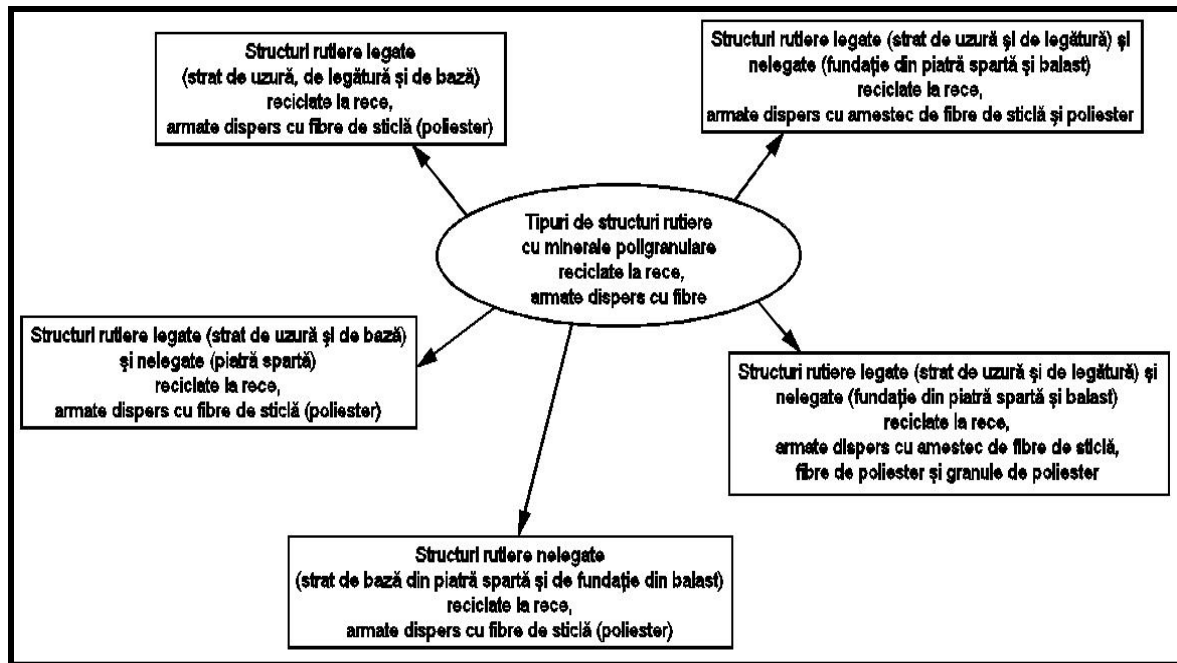 Structuri rutiere legate
(strat de uzură, de legătură și de bază)
reciclate la rece,
armate dispers cu fibre de sticlă (poliester)
Structuri rutiere legate (strat de uzură și de legătură) și
nelegate (fundație din piatră spartă și balast)
reciclate la rece,
armate dispers cu amestec de fibre de sticlă și poliester
Tipuri de structuri rutiere
cu minerale poligranulare
reciclate la rece,
armate dispers cu fibre
Structuri rutiere legate (strat de uzură și de bază)
și nelegate (piatră spartă)
reciclate la rece,
armate dispers cu fibre de sticlă (poliester)
Structuri rutiere legate (strat de uzură și de legătură) și
nelegate (fundație din piatră spartă și balast)
reciclate la rece,
armate dispers cu amestec de fibre de sticlă,
fibre de poliester și granule de poliester
Structuri rutiere nelegate
(strat de bază din piatră spartă și de fundație din balast)
reciclate la rece,
armate dispers cu fibre de sticlă (poliester)